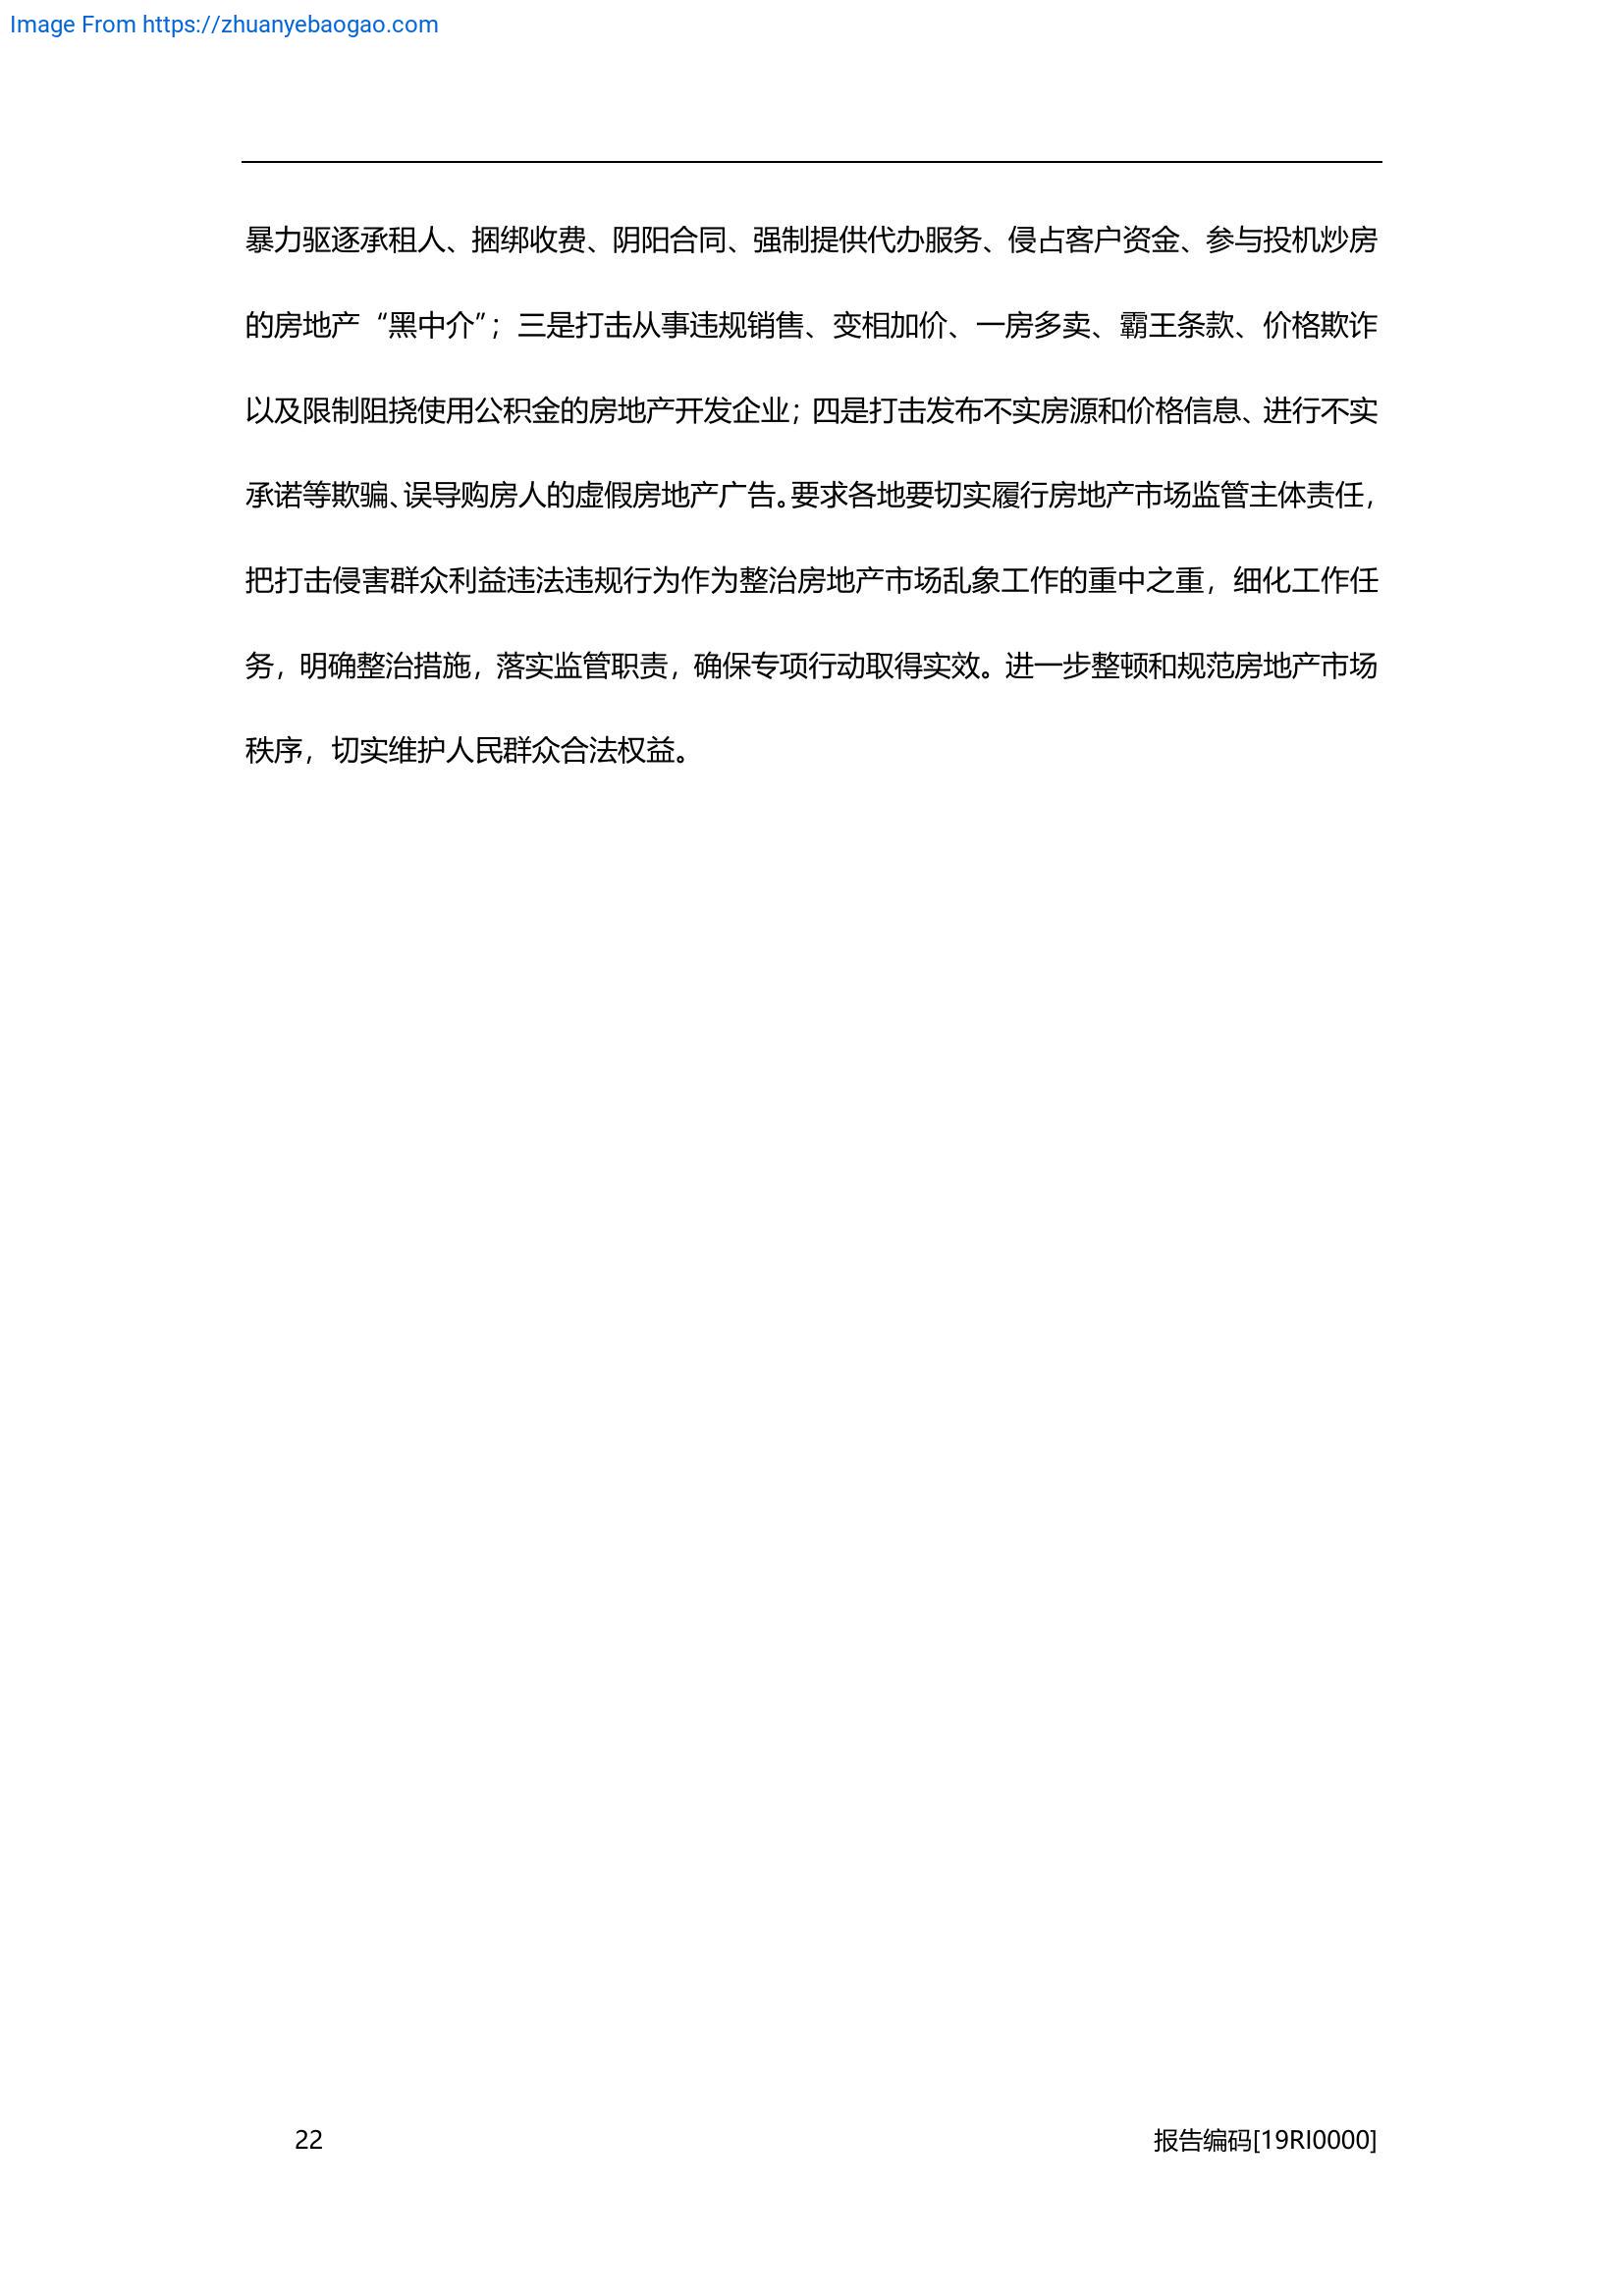 Image From https://zhuanyebaogao.com
暴力驱逐承租人、捆绑收费、阴阳合同、强制提供代办服务、侵占客户资金、参与投机炒房
的房地产“黑中介”；三是打击从事违规销售、变相加价、一房多卖、霸王条款、价格欺诈
以及限制阻挠使用公积金的房地产开发企业；四是打击发布不实房源和价格信息、进行不实
承诺等欺骗、误导购房人的虚假房地产广告。要求各地要切实履行房地产市场监管主体责任，
把打击侵害群众利益违法违规行为作为整治房地产市场乱象工作的重中之重，细化工作任
务，明确整治措施，落实监管职责，确保专项行动取得实效。进一步整顿和规范房地产市场
秩序，切实维护人民群众合法权益。
22 报告编码[19RI0000]